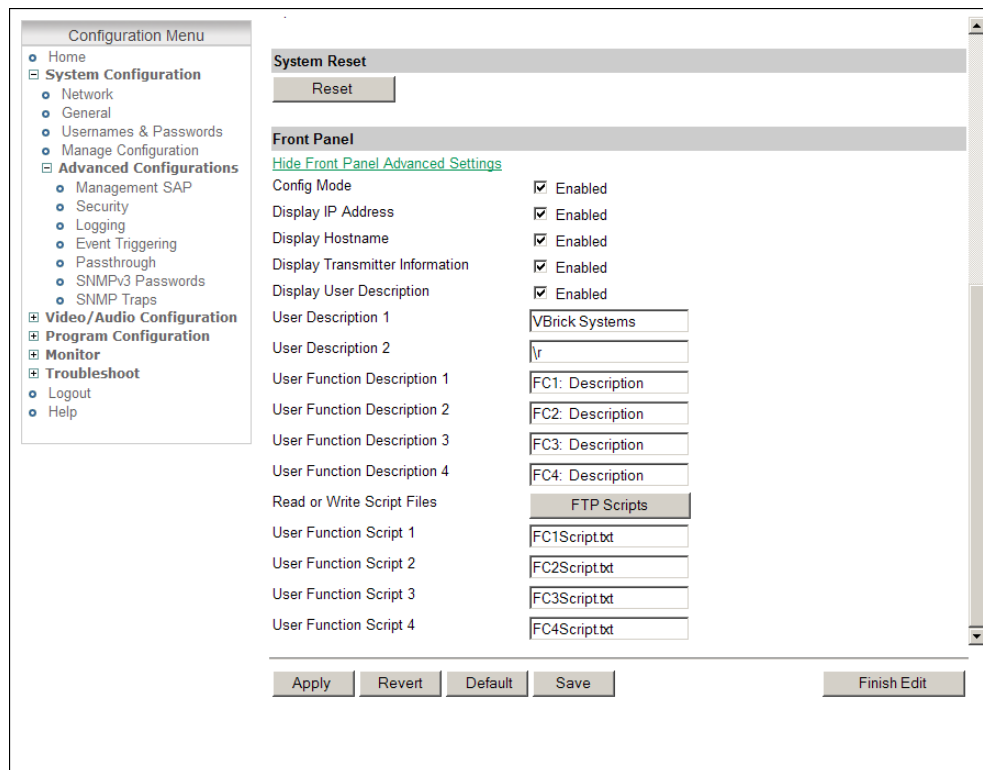 Configuration Menu
Home
System Configuration
Network
General
Usernames & Passwords
Manage Configuration
Advanced Configurations
Management SAP
Security
Logging
Event Triggering
Passthrough
SNMPv3 Passwords
SNMP Traps
Video/Audio Configuration
Program Configuration
Monitor
Troubleshoot
Logout
Help
System Reset
Reset
Front Panel
Hide Front Panel Advanced Settings
Config Mode Enabled
Display IP Address Enabled
Display Hostname Enabled
Display Transmitter Information Enabled
Display User Description Enabled
User Description 1 VBrick Systems
User Description 2 \r
User Function Description 1 FC1: Description
User Function Description 2 FC2: Description
User Function Description 3 FC3: Description
User Function Description 4 FC4: Description
Read or Write Script Files FTP Scripts
User Function Script 1 FC1Script.txt
User Function Script 2 FC2Script.txt
User Function Script 3 FC3Script.txt
User Function Script 4 FC4Script.txt
Apply Revert Default Save Finish Edit